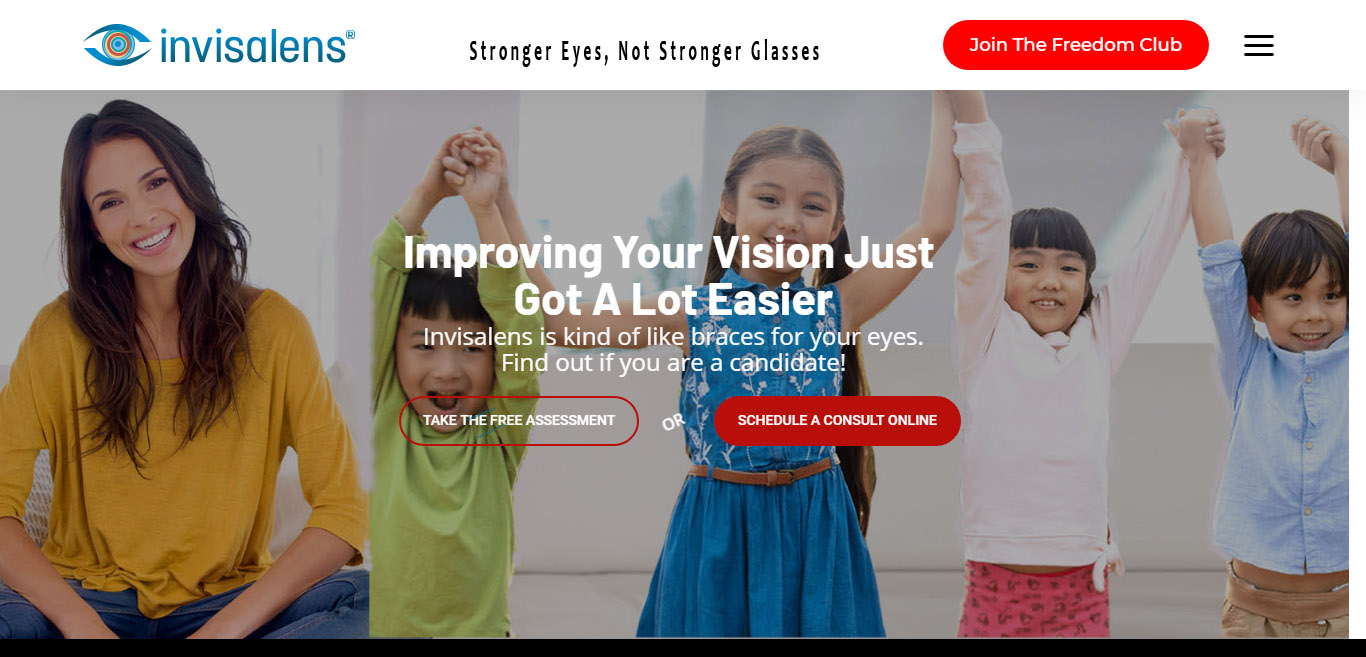 invisalens®
Stronger Eyes, Not Stronger Glasses
Join The Freedom Club
Improving Your Vision Just
Got A Lot Easier
Invisalens is kind of like braces for your eyes.
Find out if you are a candidate!
TAKE THE FREE ASSESSMENT
OR
SCHEDULE A CONSULT ONLINE